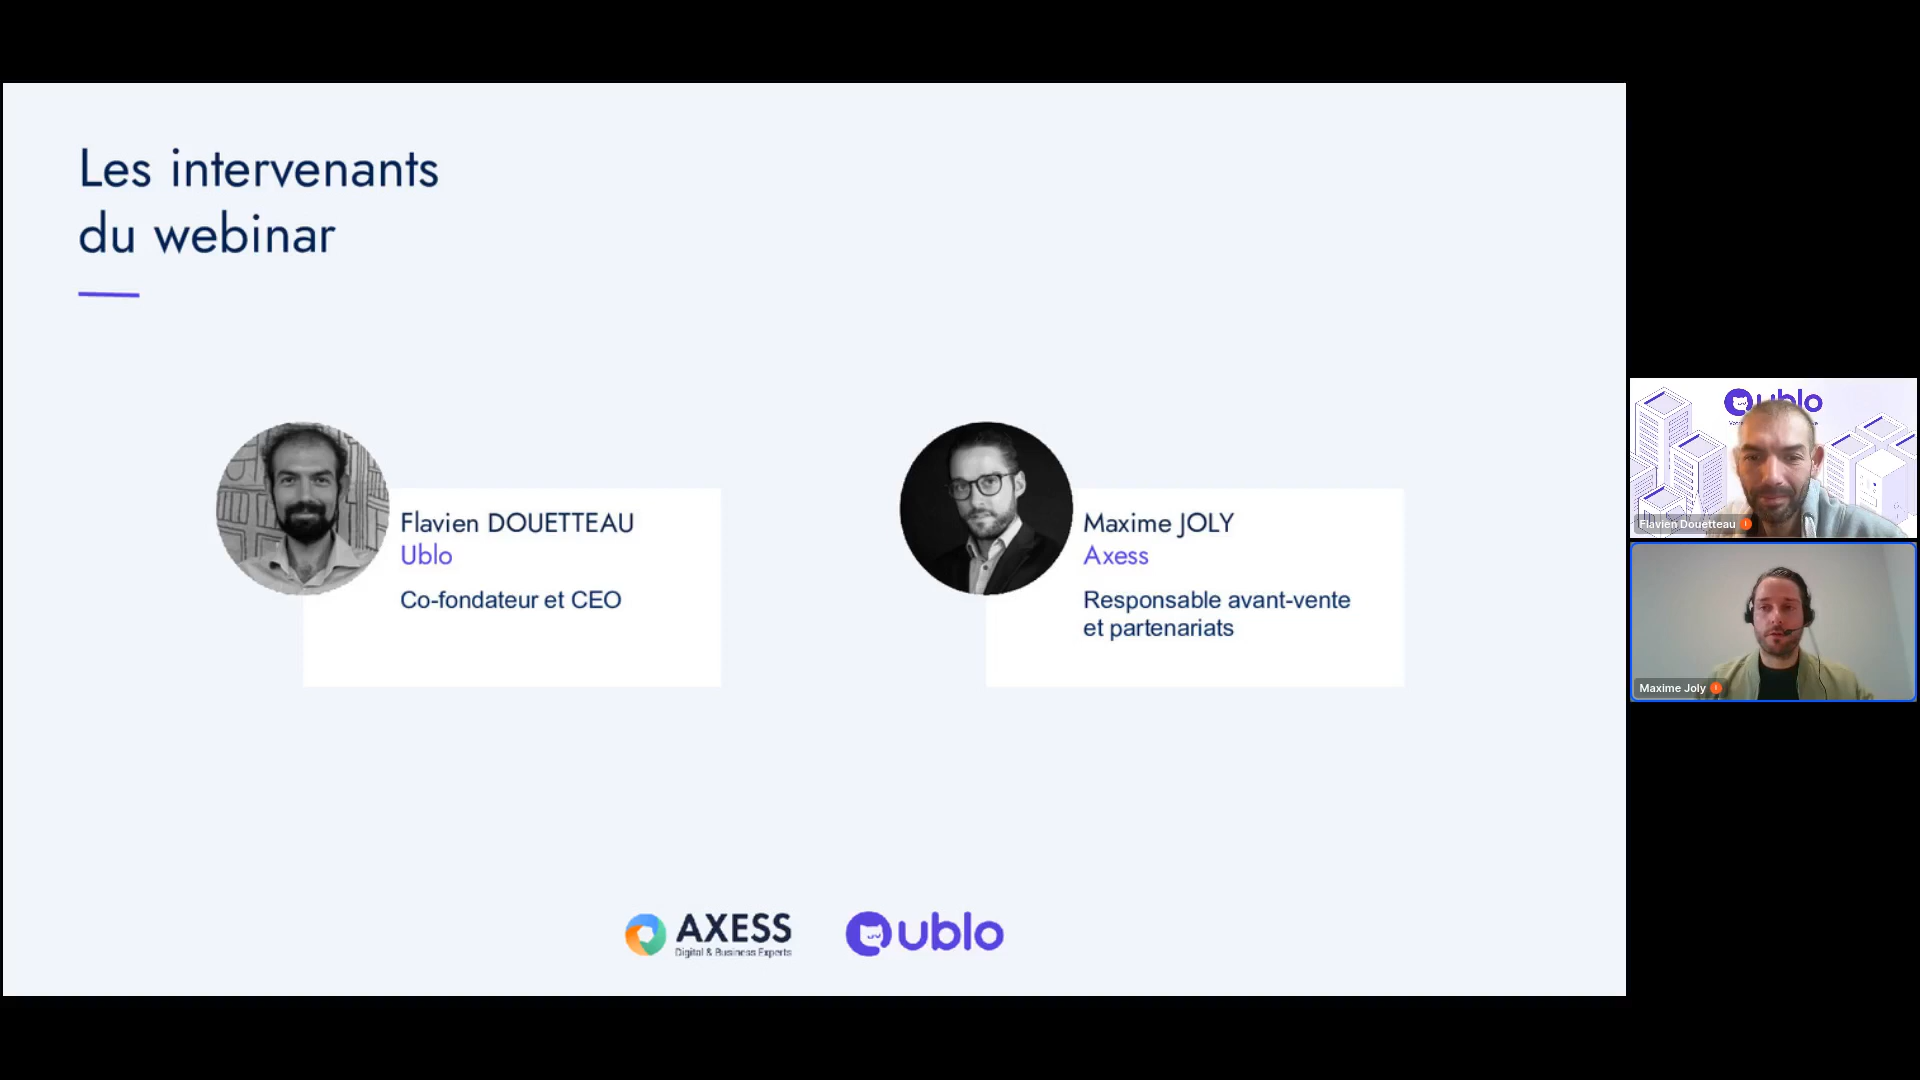 Les intervenants
du webinar
Flavien DOUETTEAU
Ublo
Co-fondateur et CEO
Maxime JOLY
Axess
Responsable avant-vente
et partenariats
AXESS
Digital & Business Experts
ublo
ublo
Flavien Douetteau
Maxime Joly